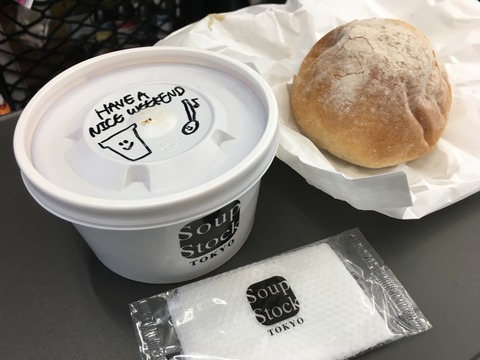 HAVE A
NICE WEEKEND
Soup
Stock
TOKYO
Soup
Stock
TOKYO